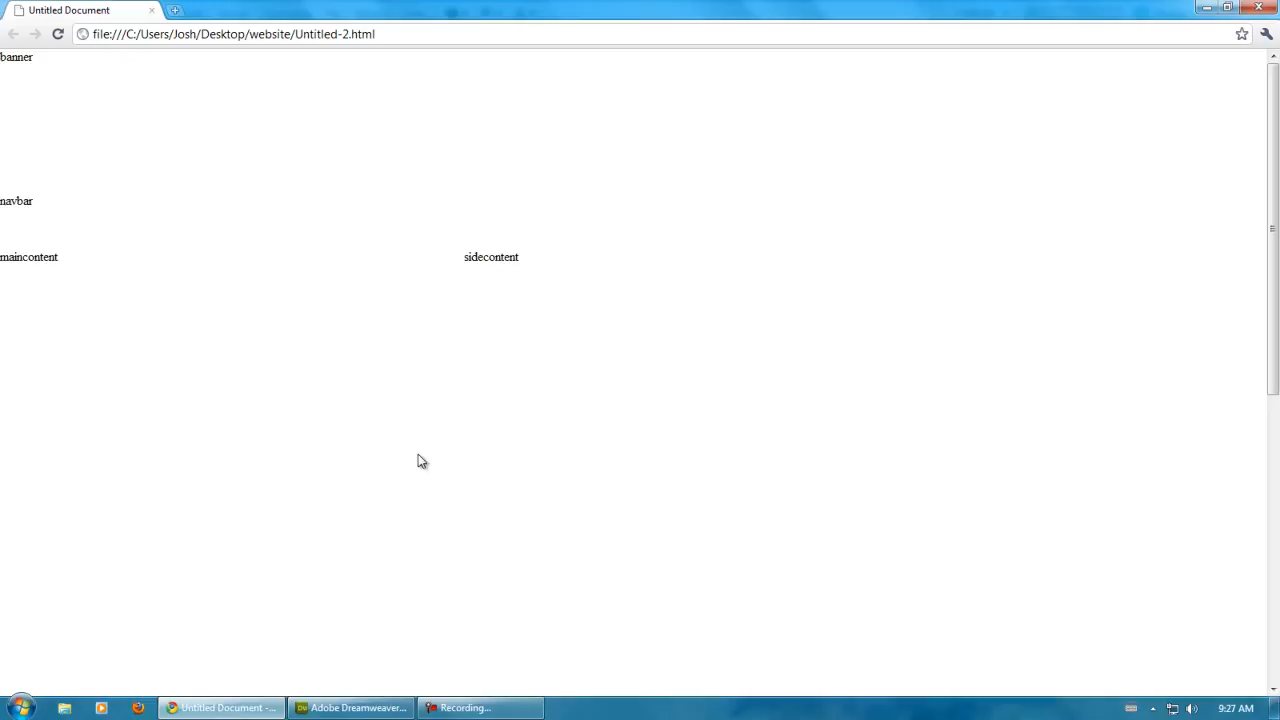 Untitled Document
file:///C:/Users/Josh/Desktop/website/Untitled-2.html
banner
navbar
maincontent sidecontent
Untitled Document -... Adobe Dreamweaver... Recording... 9:27 AM